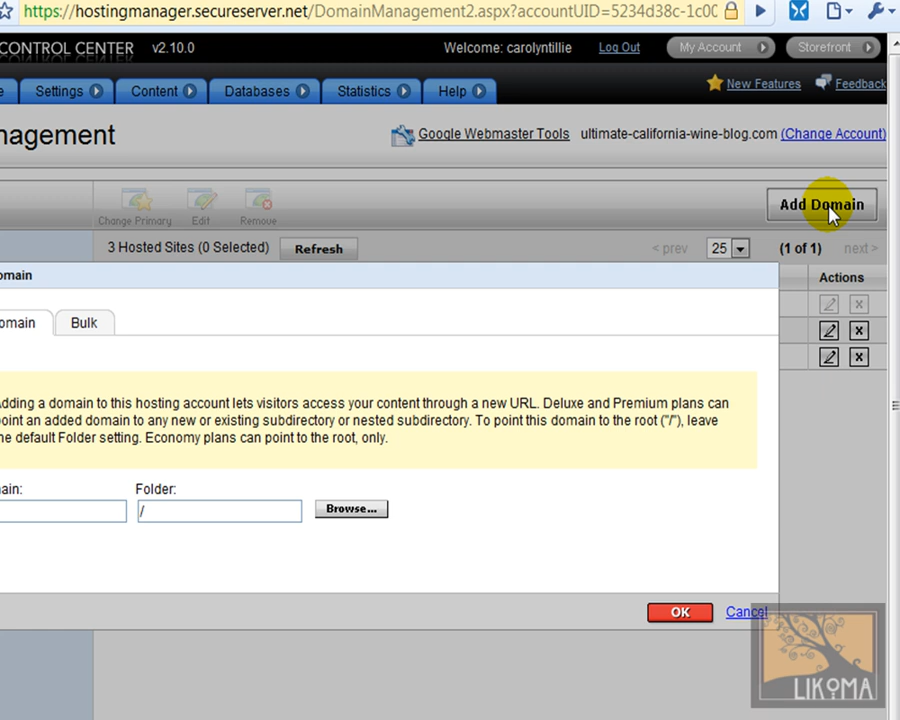 https://hostingmanager.secureserver.net/DomainManagement2.aspx?accountUID=5234d38c-1c0c
CONTROL CENTER v2.10.0 Welcome: carolyntillie Log Out My Account Storefront
e Settings Content Databases Statistics Help New Features Feedback
nagement Google Webmaster Tools ultimate-california-wine-blog.com (Change Account)
Change Primary Edit Remove Add Domain
3 Hosted Sites (0 Selected) Refresh < prev 25 (1 of 1) next >
omain Actions
omain Bulk
Adding a domain to this hosting account lets visitors access your content through a new URL. Deluxe and Premium plans can
point an added domain to any new or existing subdirectory or nested subdirectory. To point this domain to the root ("/"), leave
he default Folder setting. Economy plans can point to the root, only.
ain: Folder:
/ Browse...
OK Cancel
LIKOMA